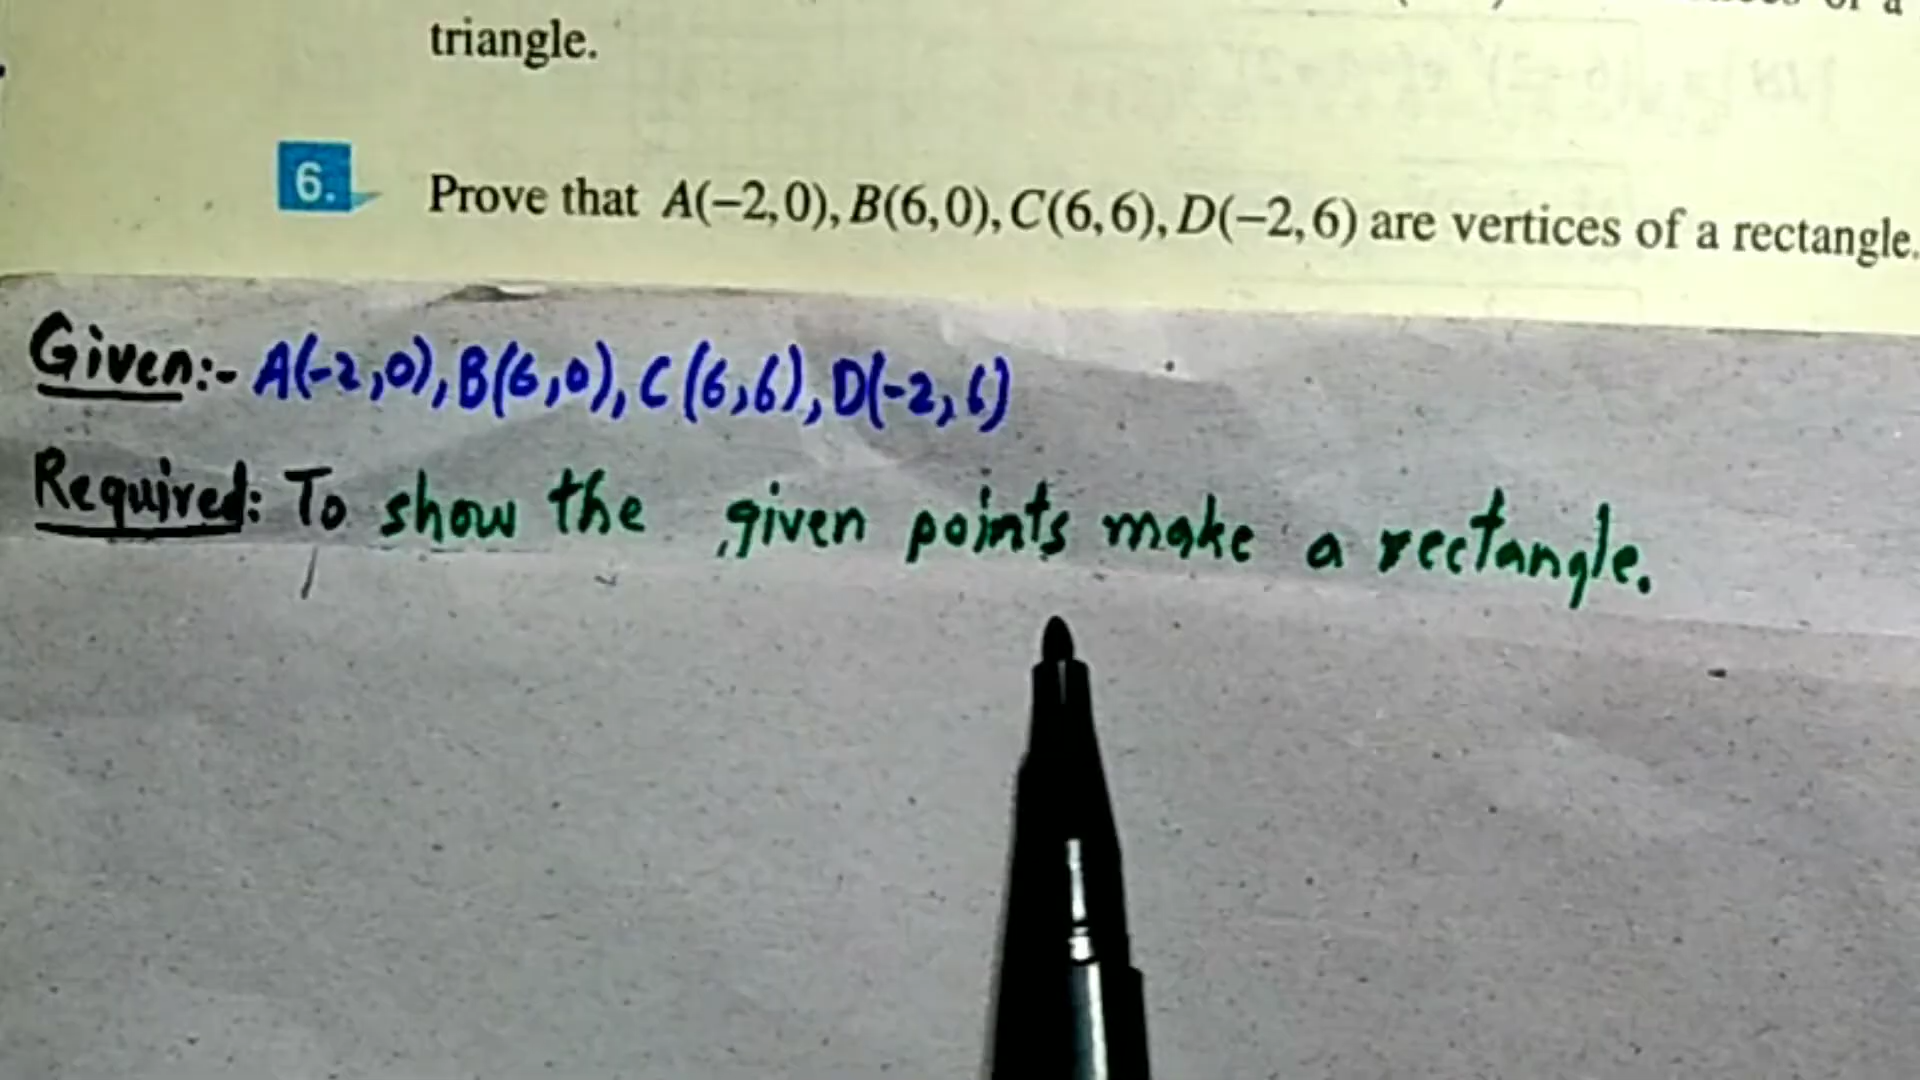 triangle.
6. Prove that A(−2,0), B(6,0), C(6,6), D(−2,6) are vertices of a rectangle.
Given:- A(-2,0), B(6,0), C(6,6), D(-2,6)
Required: To show the given points make a rectangle.